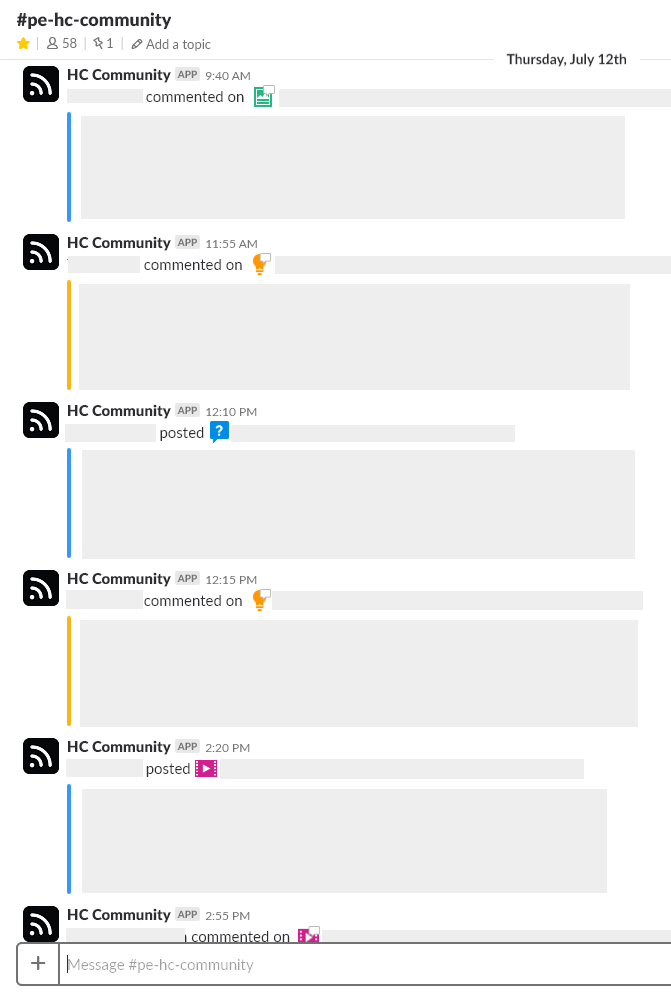 #pe-hc-community
58 | 1 | Add a topic
Thursday, July 12th
HC Community APP 9:40 AM
commented on
HC Community APP 11:55 AM
commented on
HC Community APP 12:10 PM
posted ?
HC Community APP 12:15 PM
commented on
HC Community APP 2:20 PM
posted
HC Community APP 2:55 PM
commented on
Message #pe-hc-community